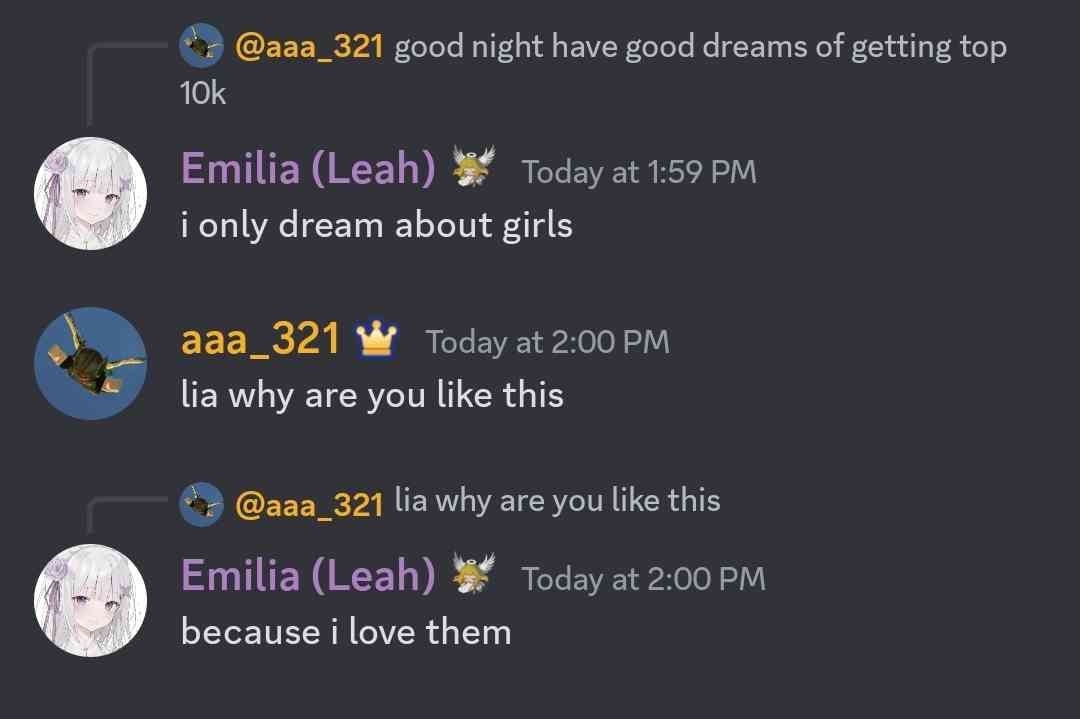 @aaa_321 good night have good dreams of getting top
10k
Emilia (Leah) Today at 1:59 PM
i only dream about girls
aaa_321 Today at 2:00 PM
lia why are you like this
@aaa_321 lia why are you like this
Emilia (Leah) Today at 2:00 PM
because i love them